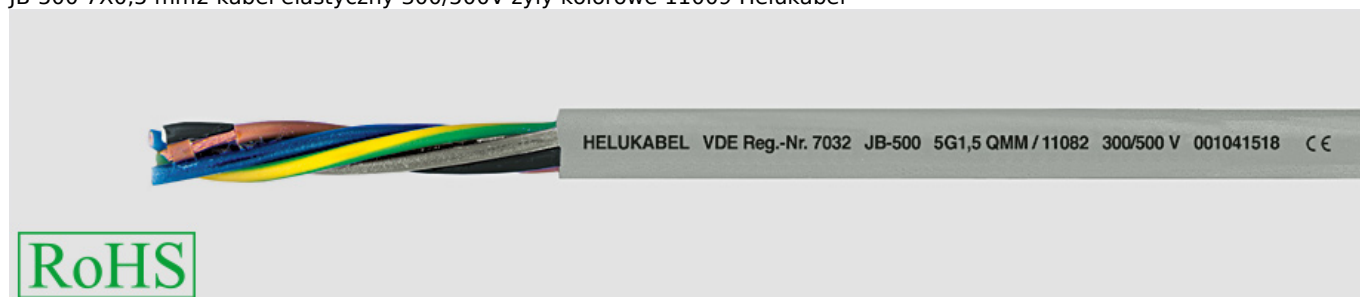 JB-500 7X0,5 mm2 kabel elastyczny 300/500V żyły kolorowe 11009 Helukabel
HELUKABEL VDE Reg.-Nr. 7032 JB-500 5G1,5 QMM / 11082 300/500 V 001041518 CE
RoHS